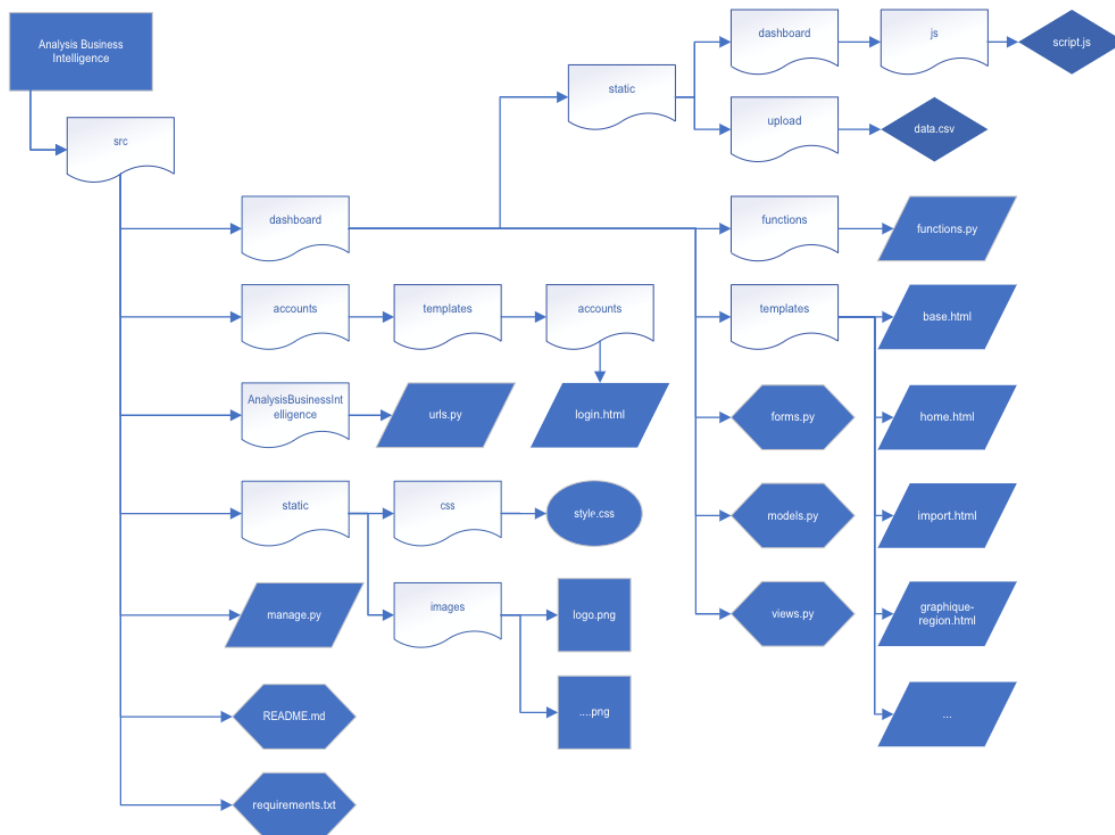 Analysis Business
Intelligence
dashboard
js
script.js
static
upload
data.csv
src
dashboard
functions
functions.py
accounts
templates
accounts
templates
base.html
AnalysisBusinessInt
elligence
urls.py
login.html
forms.py
home.html
static
css
style.css
models.py
import.html
manage.py
images
logo.png
views.py
graphique-
region.html
README.md
....png
...
requirements.txt